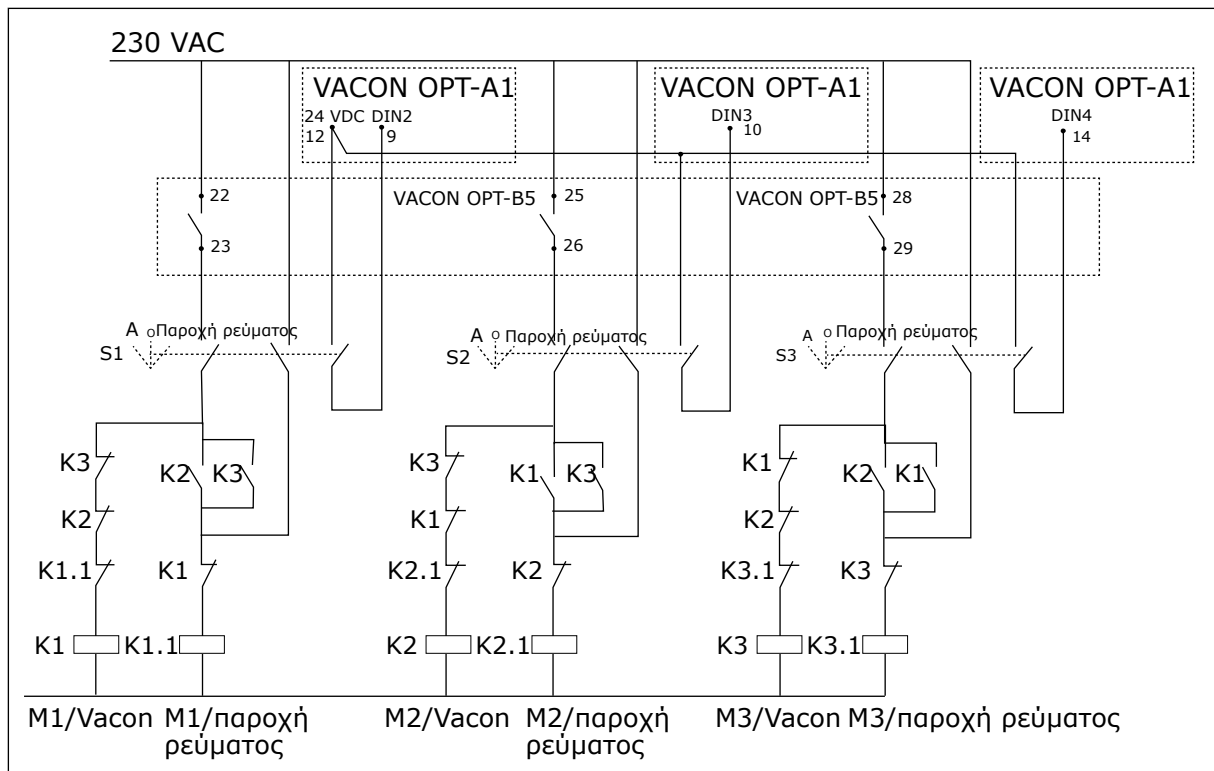 230 VAC
VACON OPT-A1
24 VDC DIN2
12 9
VACON OPT-A1
DIN3
10
VACON OPT-A1
DIN4
14
22
23
VACON OPT-B5
25
26
VACON OPT-B5
28
29
A O Παροχή ρεύματος
S1
A O Παροχή ρεύματος
S2
A O Παροχή ρεύματος
S3
K3 K2 K3
K2
K1.1 K1
K1 K1.1
K3 K1 K3
K1
K2.1 K2
K2 K2.1
K1 K2 K1
K2
K3.1 K3
K3 K3.1
M1/Vacon M1/παροχή
ρεύματος
M2/Vacon M2/παροχή
ρεύματος
M3/Vacon M3/παροχή ρεύματος